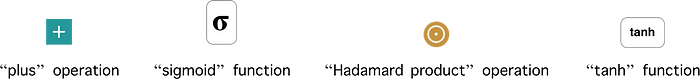 +
σ
tanh
“plus” operation
“sigmoid” function
“Hadamard product” operation
“tanh” function